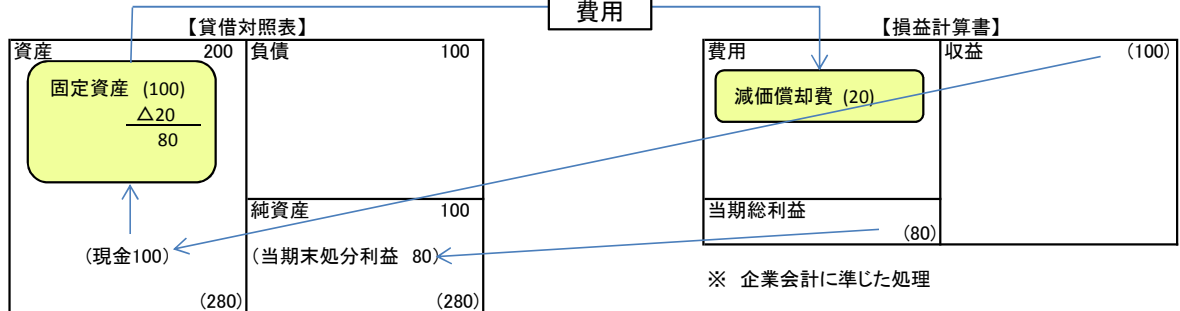 費用
【貸借対照表】
資産 200
負債 100
固定資産 (100)
△20
80
(現金100)
(280)
純資産 100
(当期末処分利益 80)
(280)
【損益計算書】
費用
収益 (100)
減価償却費 (20)
当期総利益
(80)
※ 企業会計に準じた処理